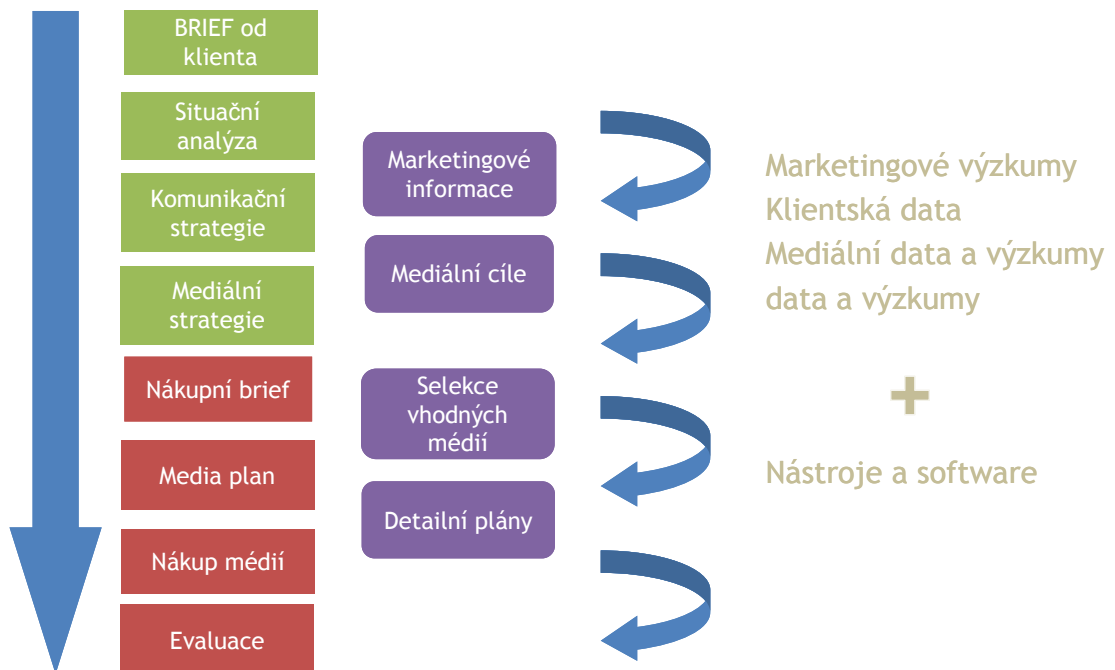 BRIEF od
klienta
Situační
analýza
Komunikační
strategie
Mediální
strategie
Nákupní brief
Media plan
Nákup médií
Evaluace
Marketingové
informace
Mediální cíle
Selekce
vhodných
médií
Detailní plány
Marketingové výzkumy
Klientská data
Mediální data a výzkumy
data a výzkumy
+
Nástroje a software